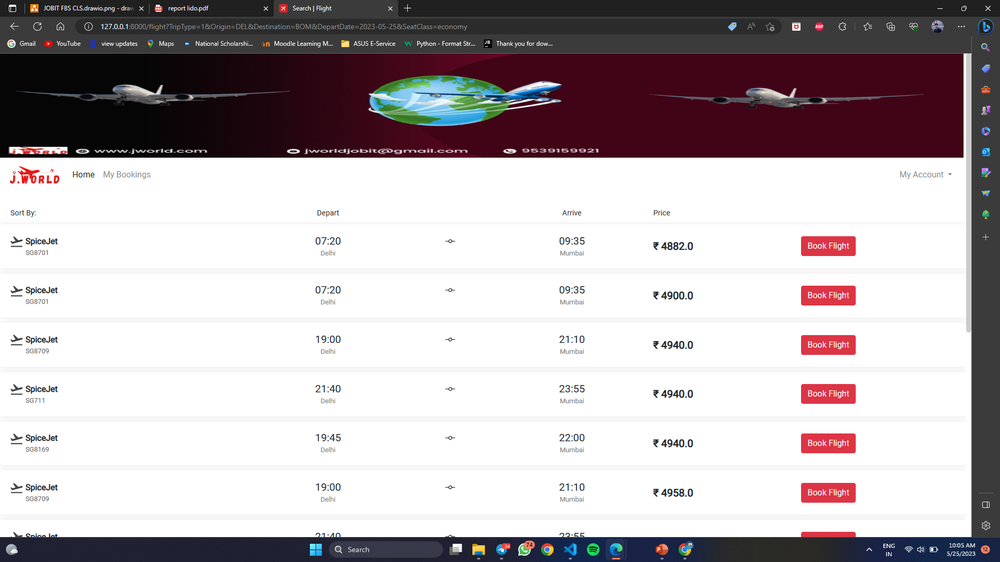 JOBIT FBS CLS.drawio.png - draw
report lido.pdf
Search | Flight
127.0.0.1:8000/flight?TripType=1&Origin=DEL&Destination=BOM&DepartDate=2023-05-25&SeatClass=economy
Gmail
YouTube
view updates
Maps
National Scholarshi...
Moodle Learning M...
ASUS E-Service
Python - Format Str...
Thank you for dow...
J.WORLD
www.jworld.com
jworldjobit@gmail.com
9539159921
J.WORLD
Home
My Bookings
My Account
Sort By:
Depart
Arrive
Price
SpiceJet
SG8701
07:20
Delhi
09:35
Mumbai
₹ 4882.0
Book Flight
SpiceJet
SG8701
07:20
Delhi
09:35
Mumbai
₹ 4900.0
Book Flight
SpiceJet
SG8709
19:00
Delhi
21:10
Mumbai
₹ 4940.0
Book Flight
SpiceJet
SG711
21:40
Delhi
23:55
Mumbai
₹ 4940.0
Book Flight
SpiceJet
SG8169
19:45
Delhi
22:00
Mumbai
₹ 4940.0
Book Flight
SpiceJet
SG8709
19:00
Delhi
21:10
Mumbai
₹ 4958.0
Book Flight
SpiceJet
21:40
23:55
Search
34
74
ENG
IN
10:05 AM
5/25/2023
12